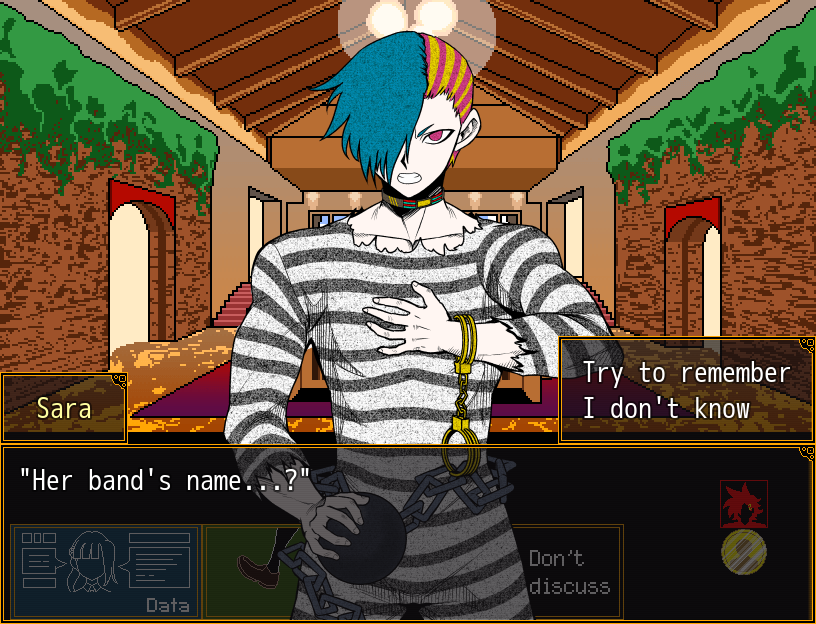 Try to remember
I don't know
Sara
"Her band's name...?"
Don't
discuss
Data